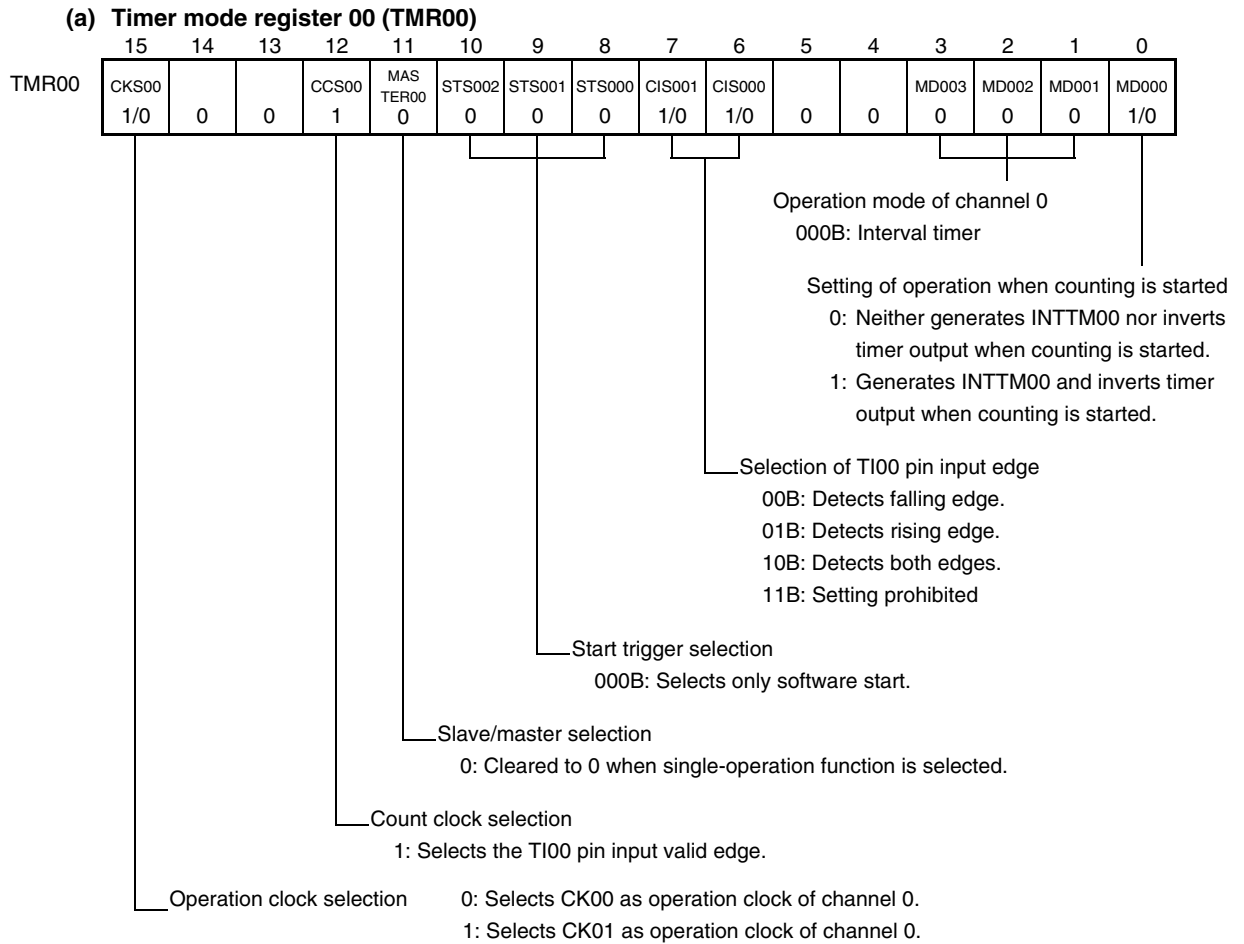 (a) Timer mode register 00 (TMR00)
15 14 13 12 11 10 9 8 7 6 5 4 3 2 1 0
TMR00 CKS00 CCS00 MAS TER00 STS002 STS001 STS000 CIS001 CIS000 MD003 MD002 MD001 MD000
1/0 0 0 1 0 0 0 0 1/0 1/0 0 0 0 0 0 1/0
Operation mode of channel 0
000B: Interval timer
Setting of operation when counting is started
0: Neither generates INTTM00 nor inverts
timer output when counting is started.
1: Generates INTTM00 and inverts timer
output when counting is started.
Selection of TI00 pin input edge
00B: Detects falling edge.
01B: Detects rising edge.
10B: Detects both edges.
11B: Setting prohibited
Start trigger selection
000B: Selects only software start.
Slave/master selection
0: Cleared to 0 when single-operation function is selected.
Count clock selection
1: Selects the TI00 pin input valid edge.
Operation clock selection 0: Selects CK00 as operation clock of channel 0.
1: Selects CK01 as operation clock of channel 0.